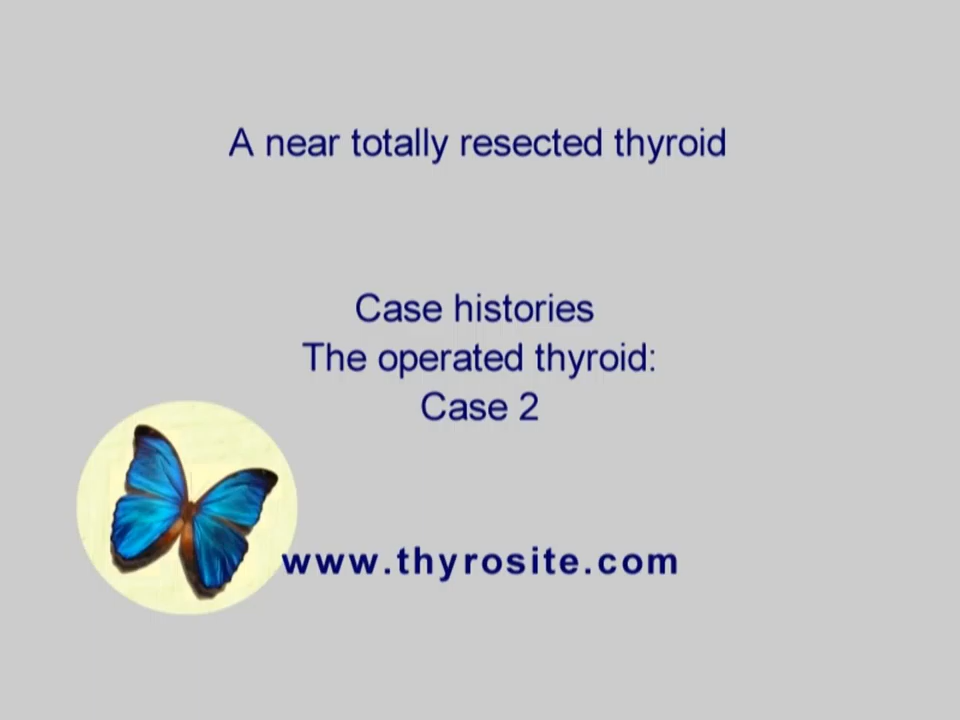 A near totally resected thyroid
Case histories
The operated thyroid:
Case 2
www.thyrosite.com